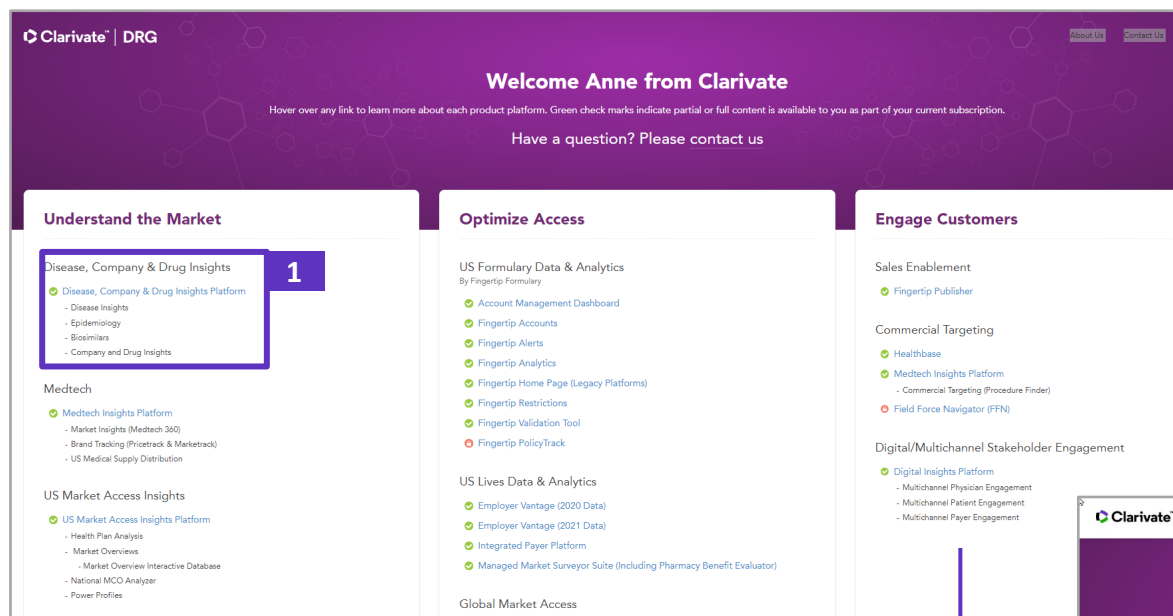 Clarivate™ | DRG
About Us
Contact Us
Welcome Anne from Clarivate
Hover over any link to learn more about each product platform. Green check marks indicate partial or full content is available to you as part of your current subscription.
Have a question? Please contact us
Understand the Market
Disease, Company & Drug Insights
1
Disease, Company & Drug Insights Platform
- Disease Insights
- Epidemiology
- Biosimilars
- Company and Drug Insights
Medtech
Medtech Insights Platform
- Market Insights (Medtech 360)
- Brand Tracking (Pricetrack & Marketrack)
- US Medical Supply Distribution
US Market Access Insights
US Market Access Insights Platform
- Health Plan Analysis
- Market Overviews
- Market Overview Interactive Database
- National MCO Analyzer
- Power Profiles
Optimize Access
US Formulary Data & Analytics
By Fingertip Formulary
Account Management Dashboard
Fingertip Accounts
Fingertip Alerts
Fingertip Analytics
Fingertip Home Page (Legacy Platforms)
Fingertip Restrictions
Fingertip Validation Tool
Fingertip PolicyTrack
US Lives Data & Analytics
Employer Vantage (2020 Data)
Employer Vantage (2021 Data)
Integrated Payer Platform
Managed Market Surveyor Suite (Including Pharmacy Benefit Evaluator)
Global Market Access
Engage Customers
Sales Enablement
Fingertip Publisher
Commercial Targeting
Healthbase
Medtech Insights Platform
- Commercial Targeting (Procedure Finder)
Field Force Navigator (FFN)
Digital/Multichannel Stakeholder Engagement
Digital Insights Platform
- Multichannel Physician Engagement
- Multichannel Patient Engagement
- Multichannel Payer Engagement
Clarivate™